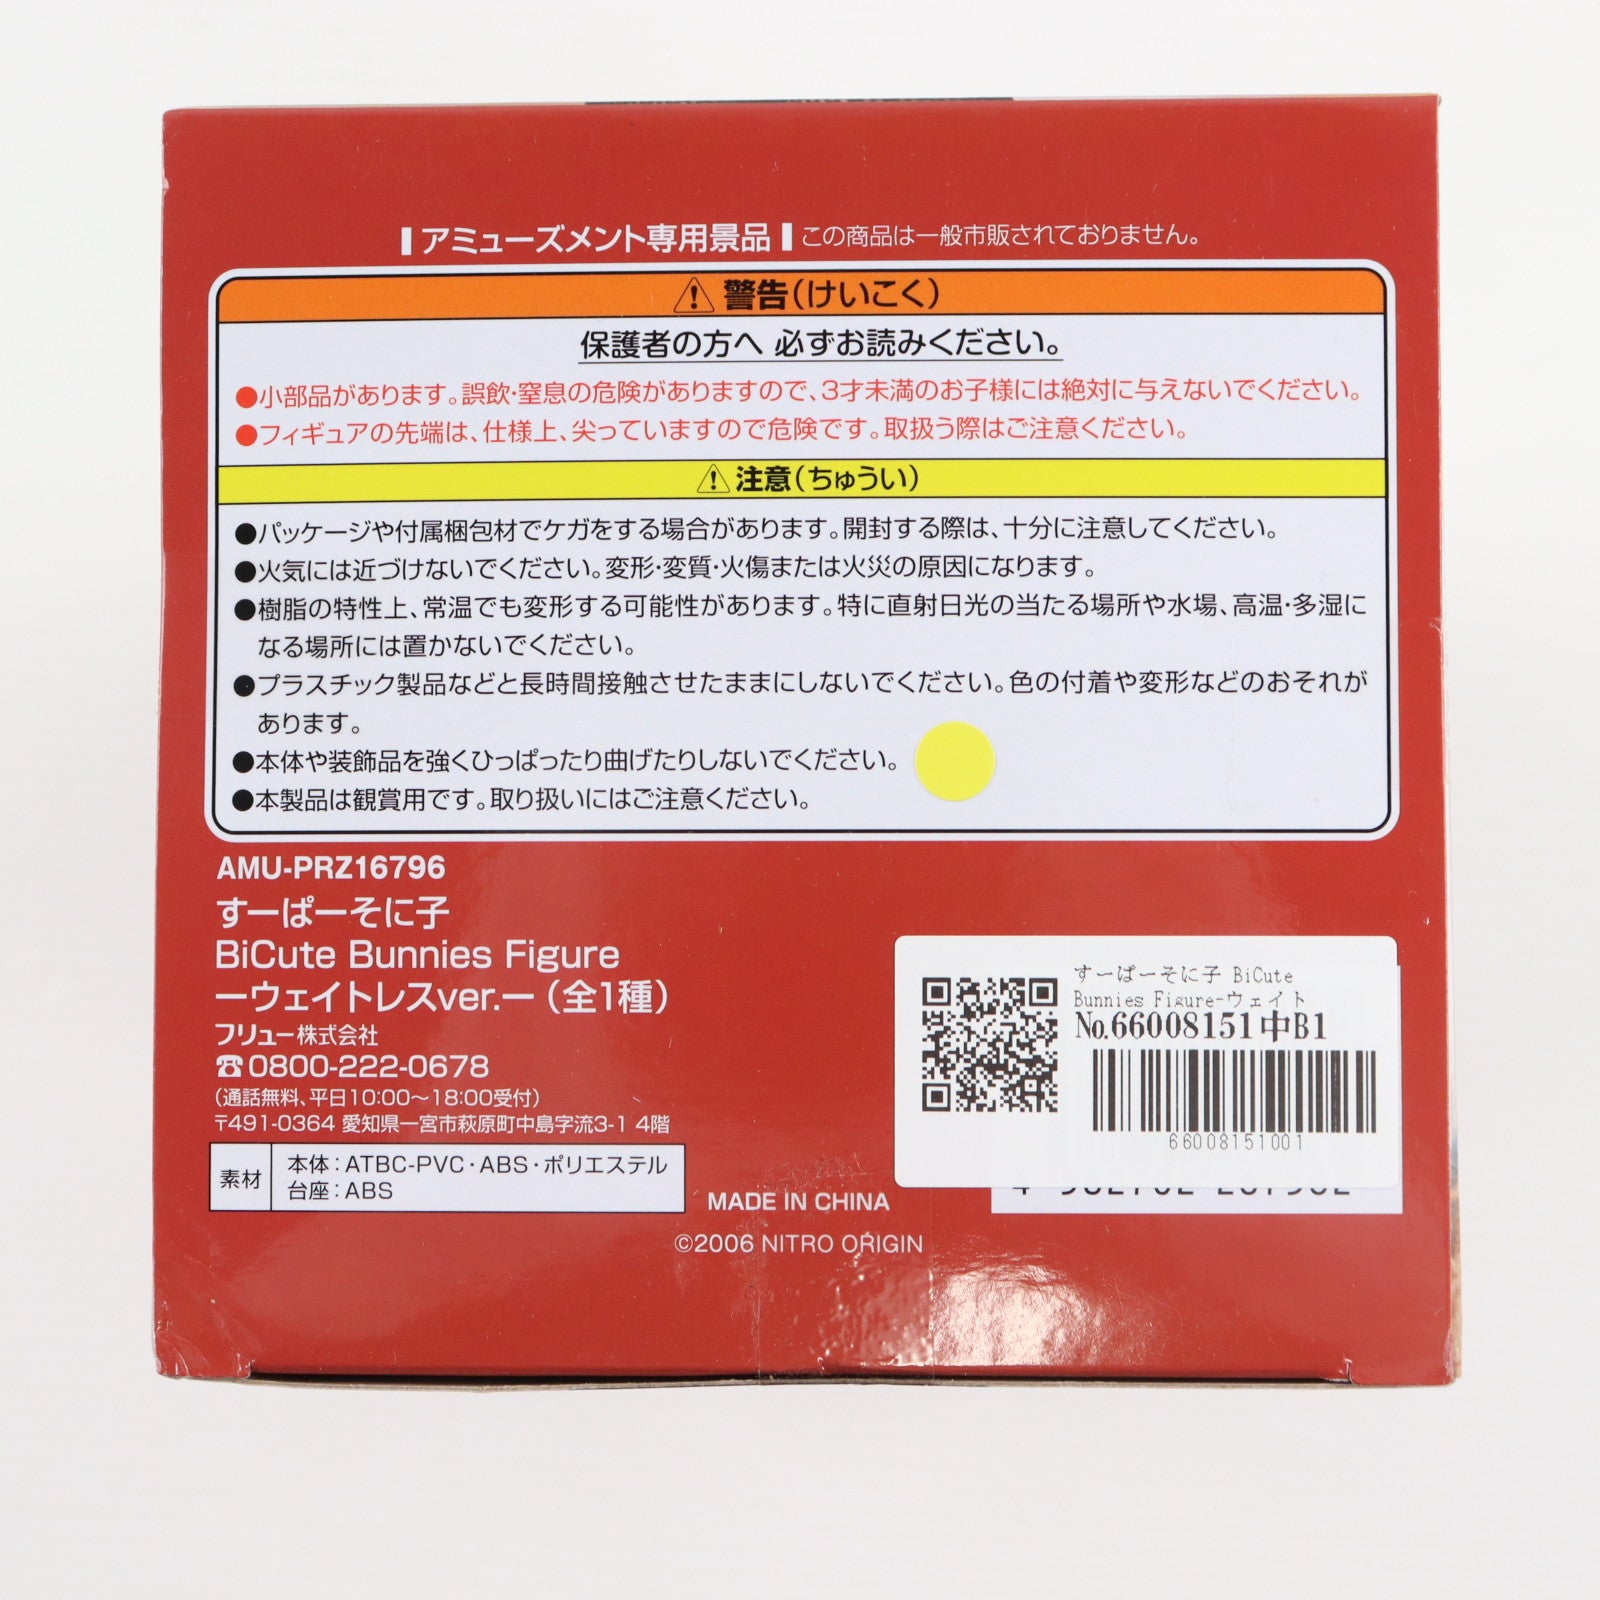 アミューズメント専用景品 この商品は一般市販されておりません。
警告(けいこく)
保護者の方へ 必ずお読みください。
●小部品があります。誤飲・窒息の危険がありますので、3才未満のお子様には絶対に与えないでください。
●フィギュアの先端は、仕様上、尖っていますので危険です。取扱う際はご注意ください。
注意(ちゅうい)
●パッケージや付属梱包材でケガをする場合があります。開封する際は、十分に注意してください。
●火気には近づけないでください。変形・変質・火傷または火災の原因になります。
●樹脂の特性上、常温でも変形する可能性があります。特に直射日光の当たる場所や水場、高温・多湿に
なる場所には置かないでください。
●プラスチック製品などと長時間接触させたままにしないでください。色の付着や変形などのおそれが
あります。
●本体や装飾品を強くひっぱったり曲げたりしないでください。
●本製品は観賞用です。取り扱いにはご注意ください。
AMU-PRZ16796
すーぱーそに子
BiCute Bunnies Figure
ーウェイトレスver.ー(全1種)
フリュー株式会社
☎0800-222-0678
(通話無料、平日10:00〜18:00受付)
〒491-0364 愛知県一宮市萩原町中島字流3-1 4階
素材
本体:ATBC-PVC・ABS・ポリエステル
台座:ABS
MADE IN CHINA
©2006 NITRO ORIGIN
すーぱーそに子 BiCute
Bunnies Figure-ウェイト
No.66008151中B1
66008151001